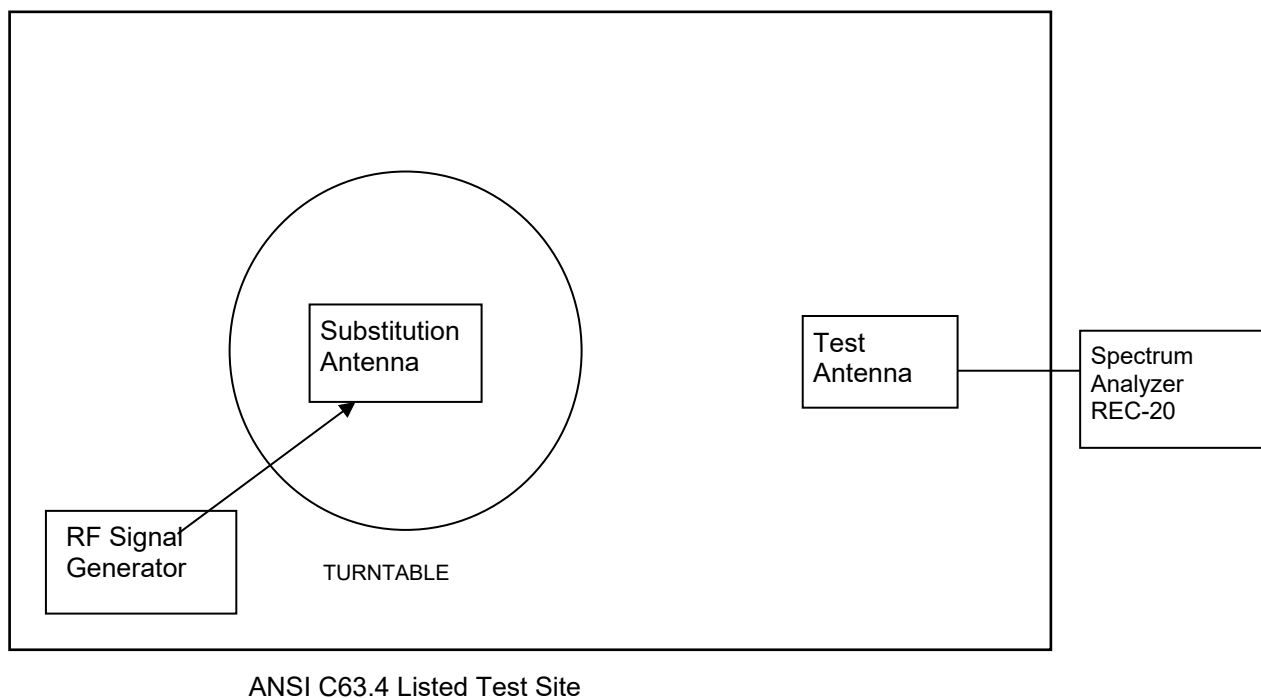 Substitution
Antenna
Test
Antenna
Spectrum
Analyzer
REC-20
RF Signal
Generator
TURNTABLE
ANSI C63.4 Listed Test Site